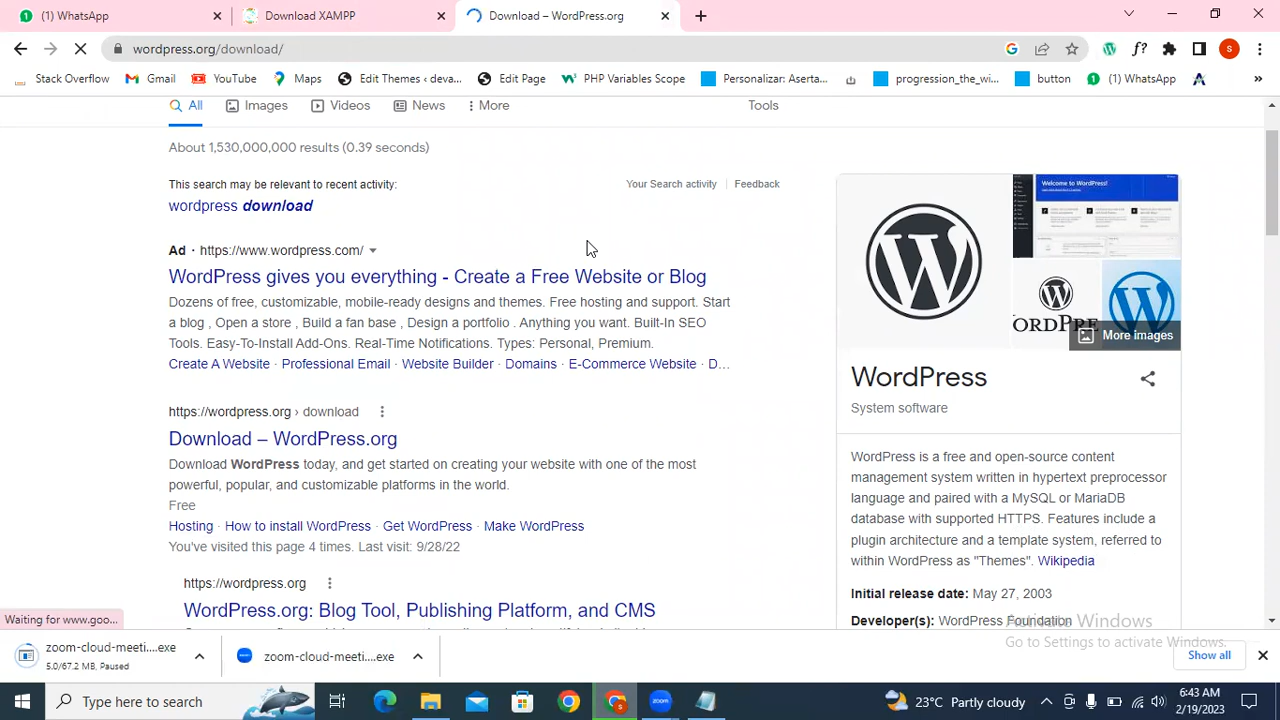 WhatsApp
Download XAMPP
Download – WordPress.org
wordpress.org/download/
S
f?
Stack Overflow
Gmail
YouTube
Maps
Edit Themes ‹ deva...
Edit Page
PHP Variables Scope
Personalizar: Aserta...
progression_the_wi...
button
(1) WhatsApp
»
All
Images
Videos
News
More
Tools
About 1,530,000,000 results (0.39 seconds)
This search may be relevant to recent activity:
Your Search activity
Feedback
wordpress download
Ad · https://www.wordpress.com/
WordPress gives you everything - Create a Free Website or Blog
Dozens of free, customizable, mobile-ready designs and themes. Free hosting and support. Start
a blog , Open a store , Build a fan base , Design a portfolio . Anything you want. Built-In SEO
Tools. Easy-To-Install Add-Ons. Real-Time Notifications. Types: Personal, Premium.
Create A Website · Professional Email · Website Builder · Domains · E-Commerce Website · D...
https://wordpress.org › download
Download – WordPress.org
Download WordPress today, and get started on creating your website with one of the most
powerful, popular, and customizable platforms in the world.
Free
Hosting · How to install WordPress · Get WordPress · Make WordPress
You've visited this page 4 times. Last visit: 9/28/22
https://wordpress.org
WordPress.org: Blog Tool, Publishing Platform, and CMS
Welcome to WordPress!
ORDPRE
More images
WordPress
System software
WordPress is a free and open-source content
management system written in hypertext preprocessor
language and paired with a MySQL or MariaDB
database with supported HTTPS. Features include a
plugin architecture and a template system, referred to
within WordPress as "Themes". Wikipedia
Initial release date: May 27, 2003
Developer(s): WordPress Foundation
Activate Windows
Go to Settings to activate Windows.
Waiting for www.goo...
zoom-cloud-meeti....exe
5.0/67.2 MB, Paused
zoom-cloud-meeti....exe
Show all
Type here to search
23°C Partly cloudy
6:43 AM
2/19/2023